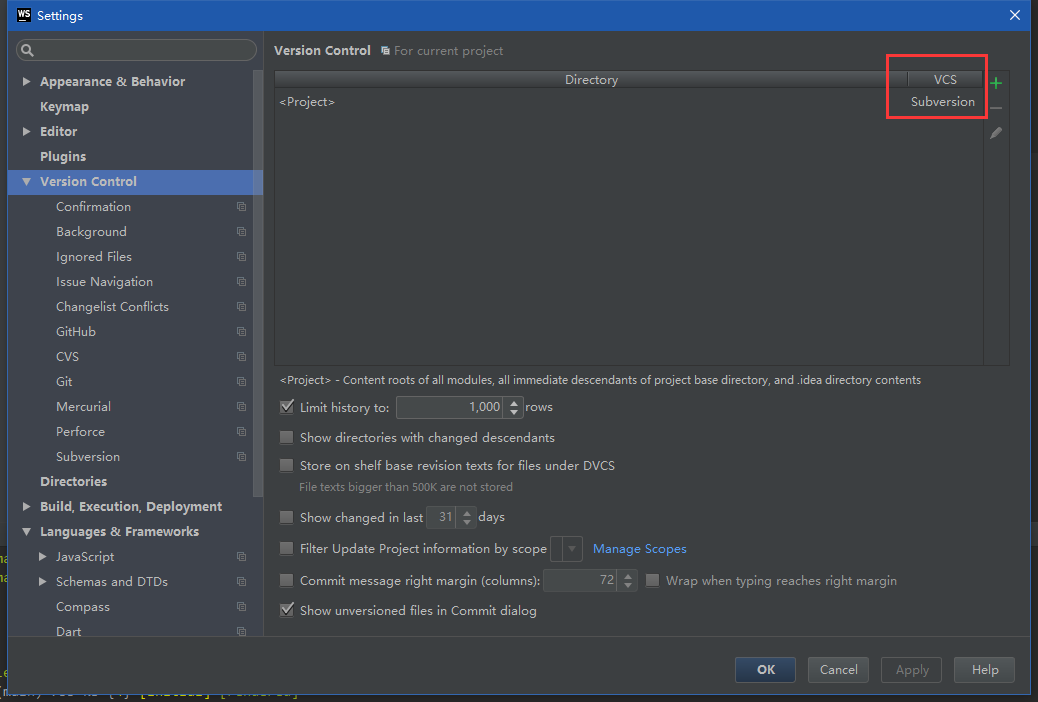 WS Settings
Version Control For current project
Appearance & Behavior
Keymap
Editor
Plugins
Version Control
Confirmation
Background
Ignored Files
Issue Navigation
Changelist Conflicts
GitHub
CVS
Git
Mercurial
Perforce
Subversion
Directories
Build, Execution, Deployment
Languages & Frameworks
JavaScript
Schemas and DTDs
Compass
Dart
Directory VCS
<Project> Subversion
<Project> - Content roots of all modules, all immediate descendants of project base directory, and .idea directory contents
Limit history to: 1,000 rows
Show directories with changed descendants
Store on shelf base revision texts for files under DVCS
File texts bigger than 500K are not stored
Show changed in last 31 days
Filter Update Project information by scope Manage Scopes
Commit message right margin (columns): 72 Wrap when typing reaches right margin
Show unversioned files in Commit dialog
OK Cancel Apply Help